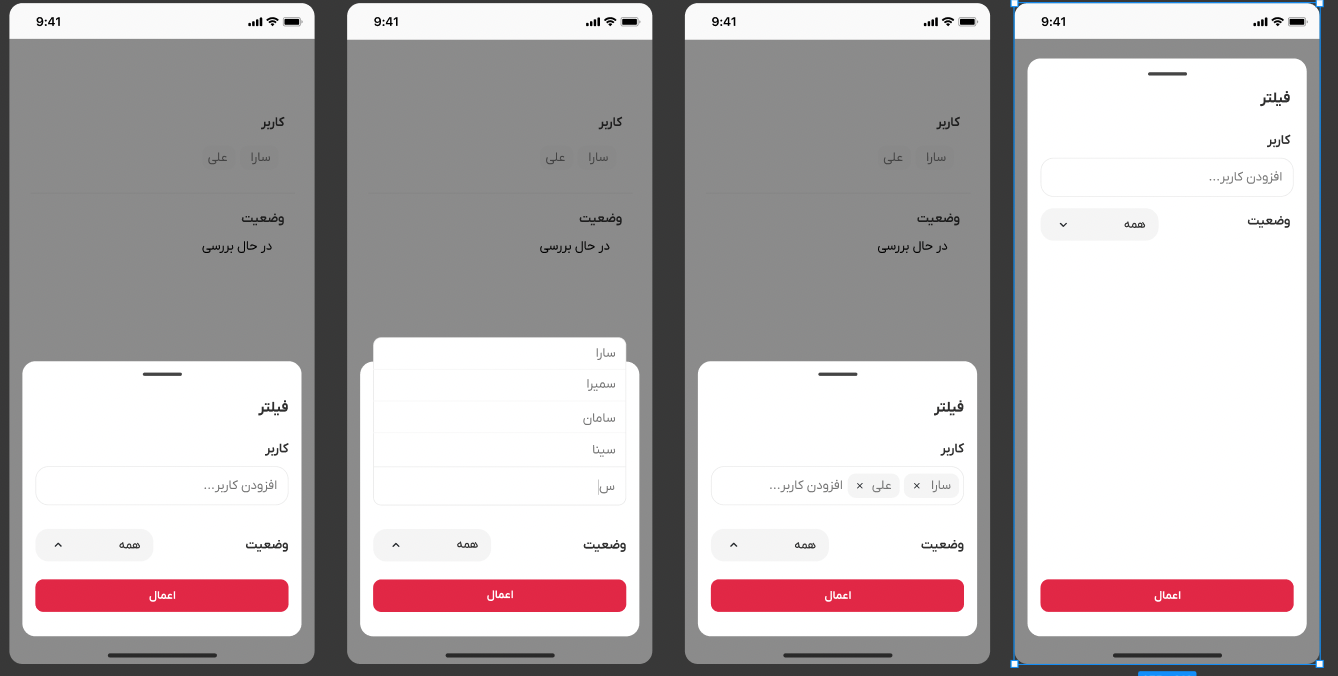 9:41
کاربر
سارا علی
وضعیت
در حال بررسی
فیلتر
کاربر
افزودن کاربر...
وضعیت همه
اعمال
9:41
کاربر
سارا علی
وضعیت
در حال بررسی
سارا
سمیرا
سامان
سینا
س
وضعیت همه
اعمال
9:41
کاربر
سارا علی
وضعیت
در حال بررسی
فیلتر
کاربر
سارا × علی × افزودن کاربر...
وضعیت همه
اعمال
9:41
فیلتر
کاربر
افزودن کاربر...
وضعیت همه
اعمال